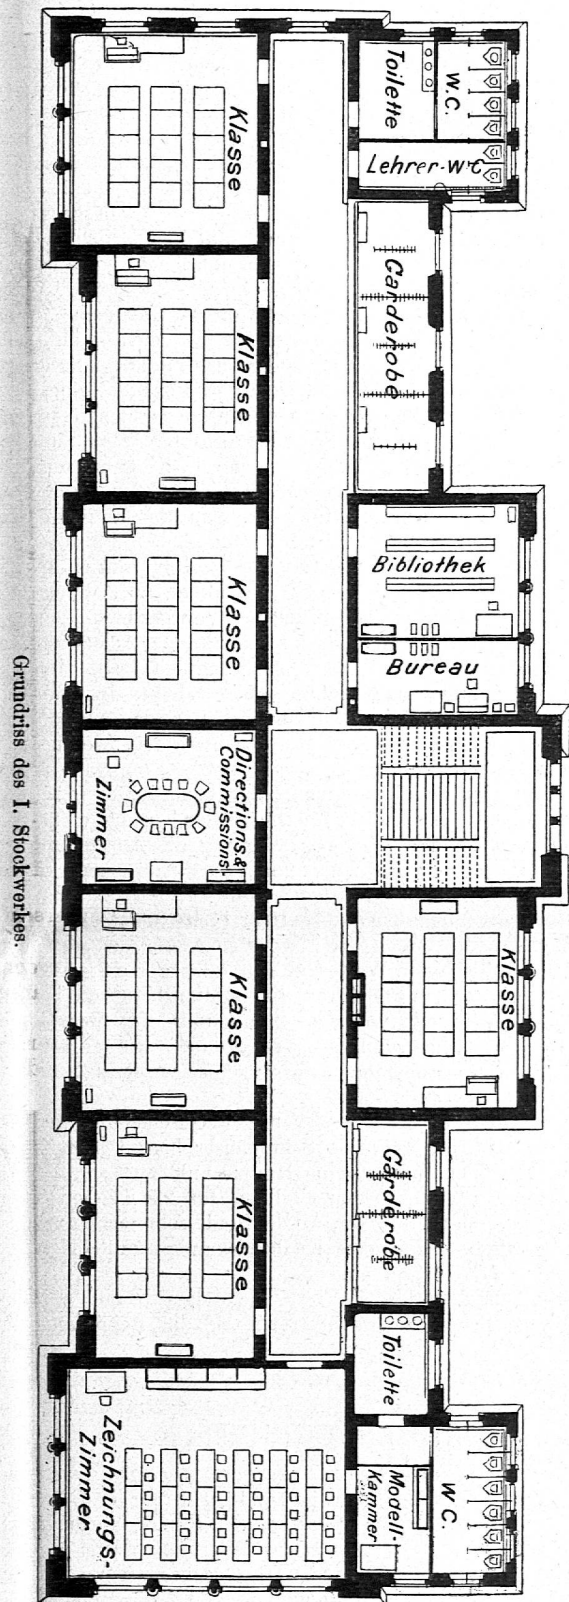 Klasse
Toilette
W.C.
Lehrer-W.C
Klasse
Garderobe
Klasse
Bibliothek
Bureau
Directions.&
Commissions-
Zimmer
Klasse
Klasse
Klasse
Garderobe
Toilette
Zeichnungs-
Zimmer
Modell-
Kammer
W C.
Grundriss des I. Stockwerkes.